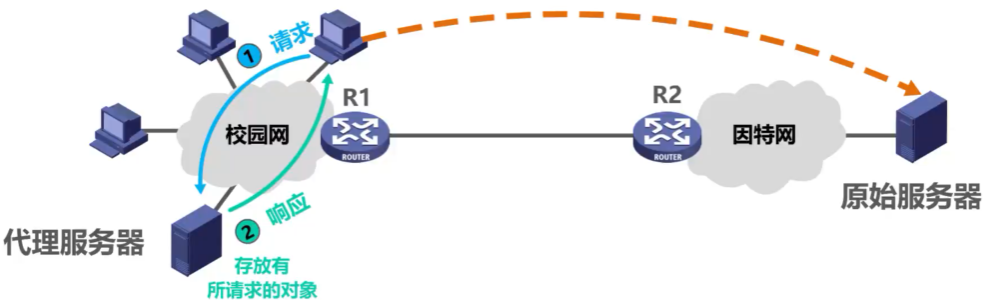 1
请求
R1
ROUTER
校园网
R2
ROUTER
因特网
原始服务器
代理服务器
2
响应
存放有
所请求的对象